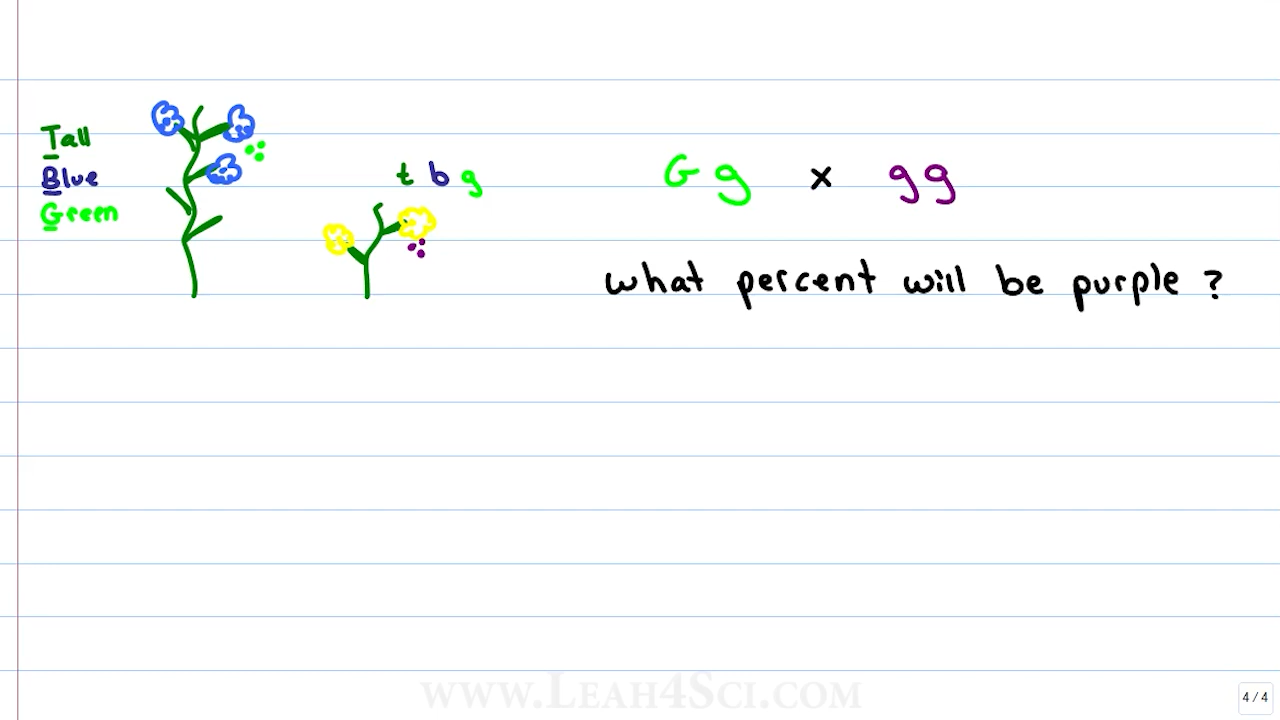 Tall
Blue
Green
t b g
Gg x gg
what percent will be purple?
www.Leah4Sci.com
4 / 4